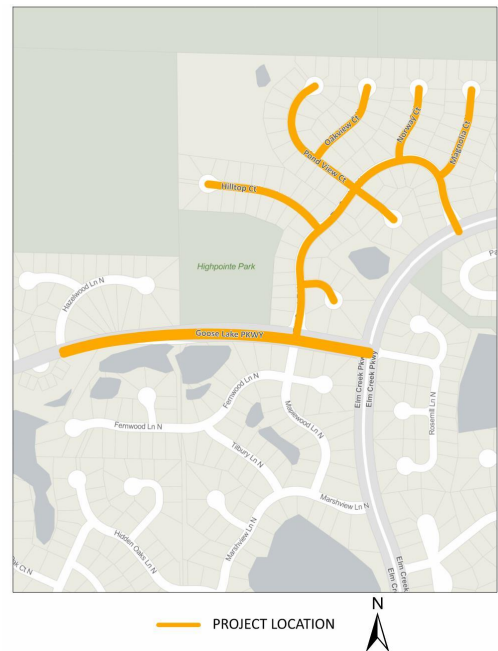 Oakview Ct
Norway Ct
Magnolia Ct
Pond View Ct
Hilltop Ct
Highpointe Park
Hazelwood Ln N
Goose Lake PKWY
Elm Creek Pkwy
Elm Creek Pkwy
Fernwood Ln N
Maplewood Ln N
Rosemill Ln N
Fernwood Ln N
Tilbury Ln N
Marshview Ln N
Marshview Ln N
Hidden Oaks Ln N
Elm Creek
N
PROJECT LOCATION